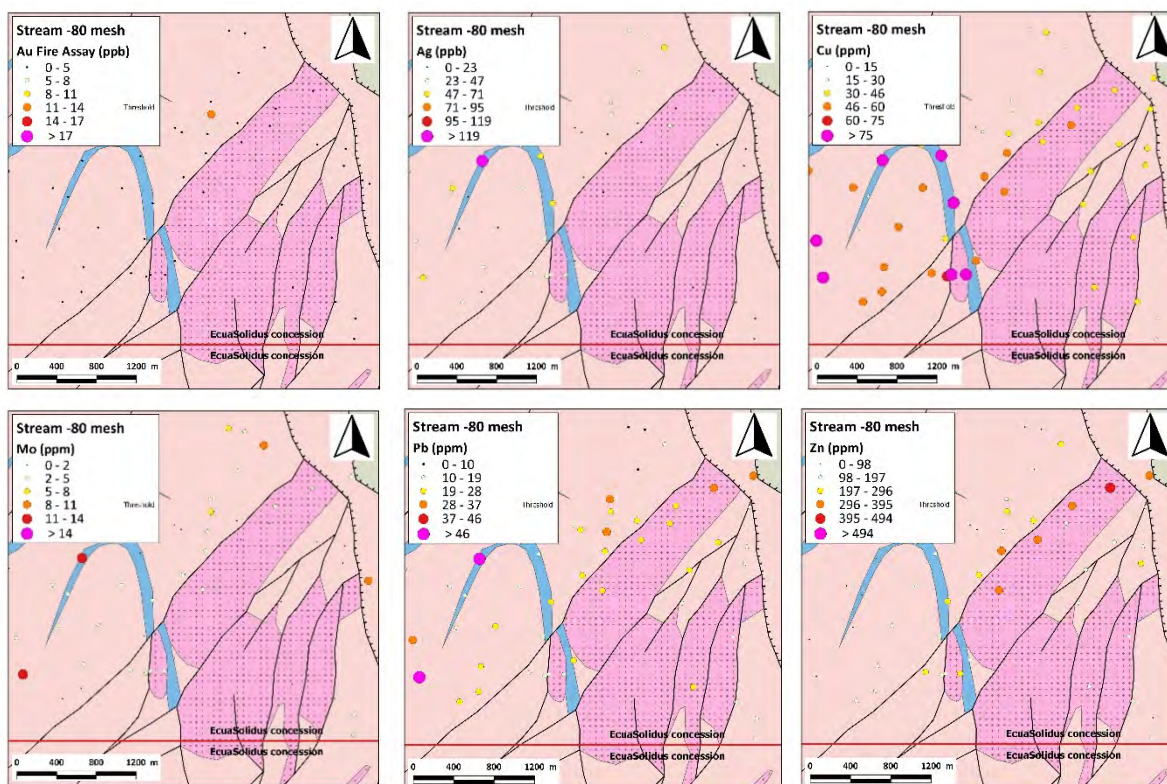 Stream -80 mesh
Au Fire Assay (ppb)
0 - 5
5 - 8
8 - 11
11 - 14
14 - 17
> 17
Threshold
EcuaSolidus concession
EcuaSolidus concession
0 400 800 1200 m
Stream -80 mesh
Ag (ppb)
0 - 23
23 - 47
47 - 71
71 - 95
95 - 119
> 119
Threshold
EcuaSolidus concession
EcuaSolidus concession
0 400 800 1200 m
Stream -80 mesh
Cu (ppm)
0 - 15
15 - 30
30 - 46
46 - 60
60 - 75
> 75
Threshold
EcuaSolidus concession
EcuaSolidus concession
0 400 800 1200 m
Stream -80 mesh
Mo (ppm)
0 - 2
2 - 5
5 - 8
8 - 11
11 - 14
> 14
Threshold
EcuaSolidus concession
EcuaSolidus concession
0 400 800 1200 m
Stream -80 mesh
Pb (ppm)
0 - 10
10 - 19
19 - 28
28 - 37
37 - 46
> 46
Threshold
EcuaSolidus concession
EcuaSolidus concession
0 400 800 1200 m
Stream -80 mesh
Zn (ppm)
0 - 98
98 - 197
197 - 296
296 - 395
395 - 494
> 494
Threshold
EcuaSolidus concession
EcuaSolidus concession
0 400 800 1200 m